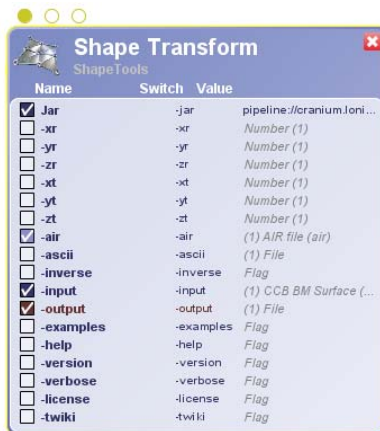 Shape Transform
ShapeTools
Name Switch Value
Jar -jar pipeline://cranium.loni...
-xr -xr Number (1)
-yr -yr Number (1)
-zr -zr Number (1)
-xt -xt Number (1)
-yt -yt Number (1)
-zt -zt Number (1)
-air -air (1) AIR file (air)
-ascii -ascii (1) File
-inverse -inverse Flag
-input -input (1) CCB BM Surface (...
-output -output (1) File
-examples -examples Flag
-help -help Flag
-version -version Flag
-verbose -verbose Flag
-license -license Flag
-twiki -twiki Flag